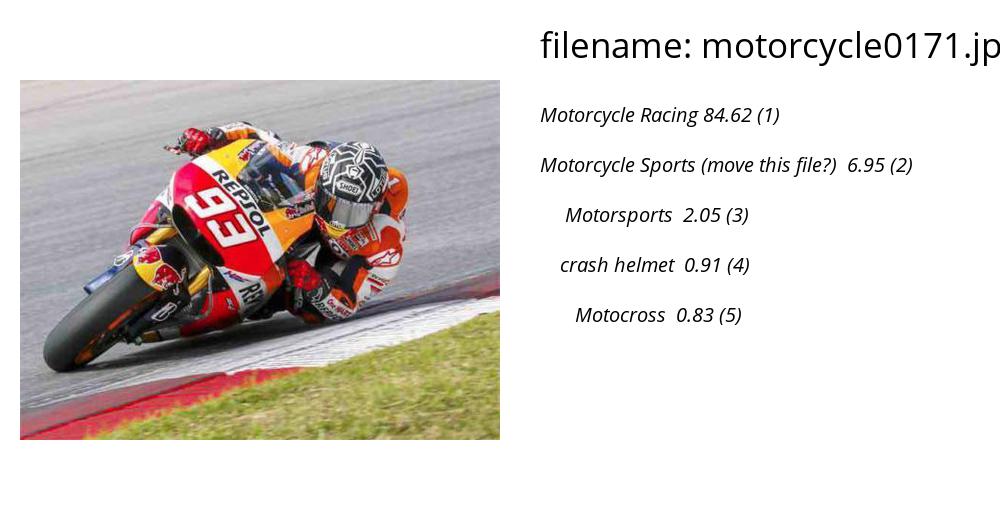 filename: motorcycle0171.jp
Motorcycle Racing 84.62 (1)
Motorcycle Sports (move this file?) 6.95 (2)
Motorsports 2.05 (3)
crash helmet 0.91 (4)
Motocross 0.83 (5)
REPSOL
93
SHOEI